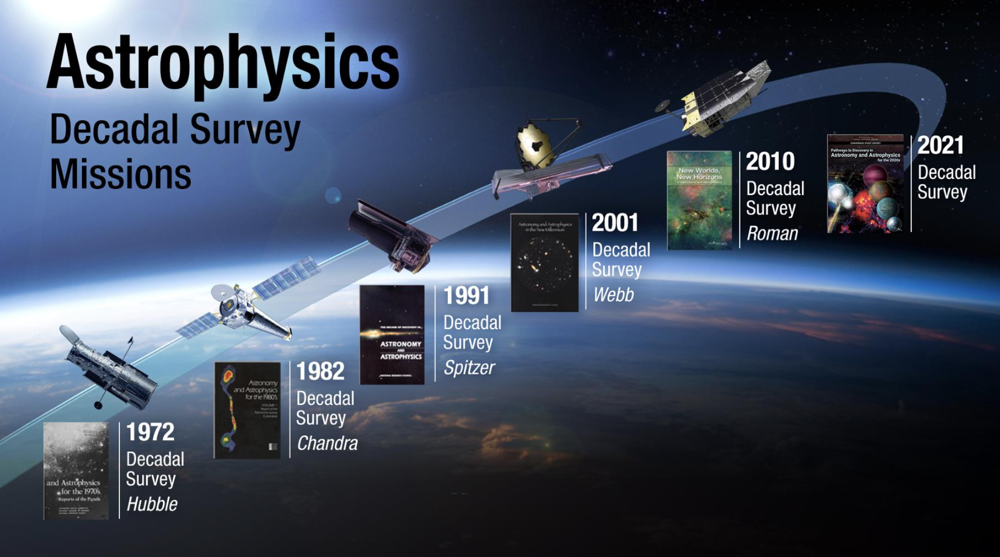 Astrophysics
Decadal Survey
Missions
1972
Decadal
Survey
Hubble
and Astrophysics
for the 1970's
Reports of the Panels
1982
Decadal
Survey
Chandra
Astronomy
and Astrophysics
for the 1980's
VOLUME 1:
Report of the
Astronomy Survey
Committee
1991
Decadal
Survey
Spitzer
THE DECADE OF DISCOVERY IN
ASTRONOMY
AND
ASTROPHYSICS
NATIONAL RESEARCH COUNCIL
2001
Decadal
Survey
Webb
Astronomy and Astrophysics
in the New Millennium
National Research Council
2010
Decadal
Survey
Roman
New Worlds,
New Horizons
in Astronomy and Astrophysics
2021
Decadal
Survey
CONSENSUS STUDY REPORT
Pathways to Discovery in
Astronomy and Astrophysics
for the 2020s